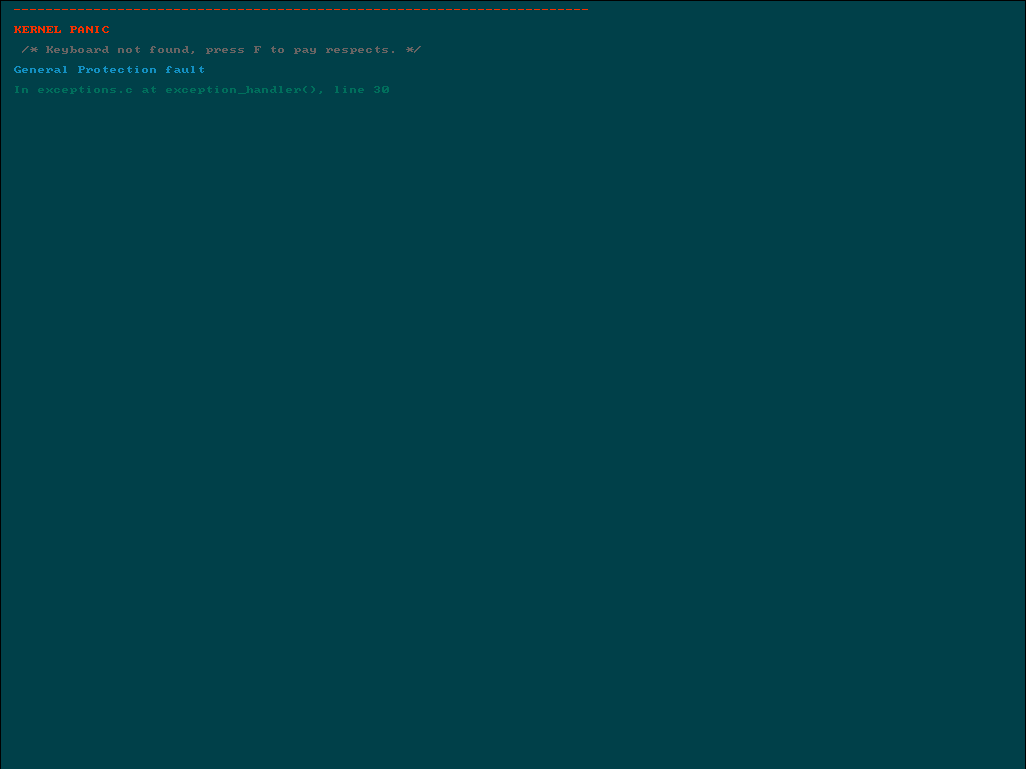 ------------------------------------------------------------------------
KERNEL PANIC
/* Keyboard not found, press F to pay respects. */
General Protection fault
In exceptions.c at exception_handler(), line 30